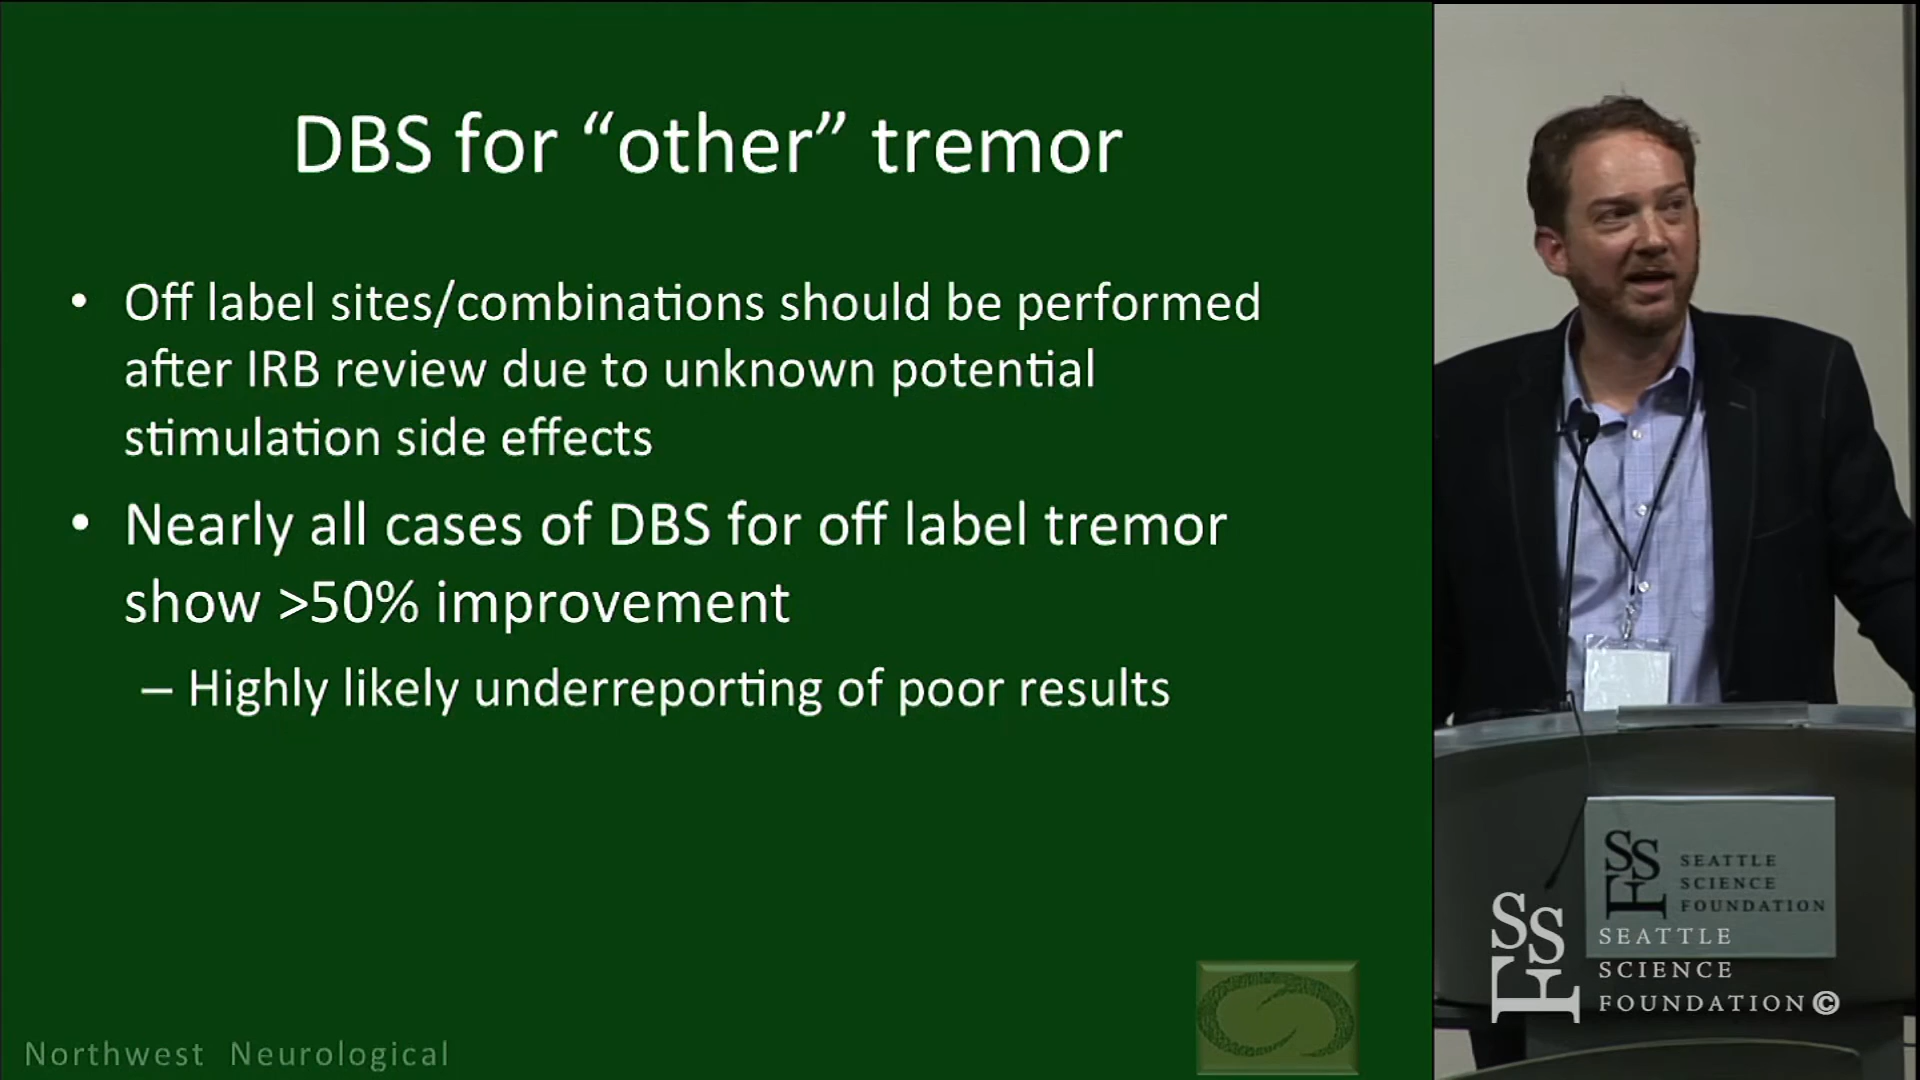 DBS for “other” tremor
• Off label sites/combinations should be performed
after IRB review due to unknown potential
stimulation side effects
• Nearly all cases of DBS for off label tremor
show >50% improvement
– Highly likely underreporting of poor results
Northwest Neurological
SSF
SEATTLE
SCIENCE
FOUNDATION
SSF
SEATTLE
SCIENCE
FOUNDATION©